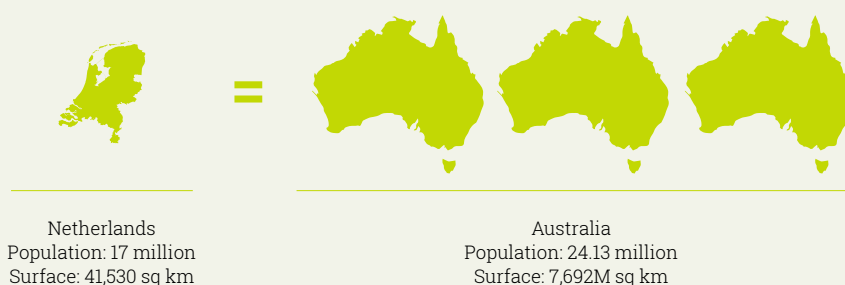 =
Netherlands
Population: 17 million
Surface: 41,530 sq km
Australia
Population: 24.13 million
Surface: 7,692M sq km